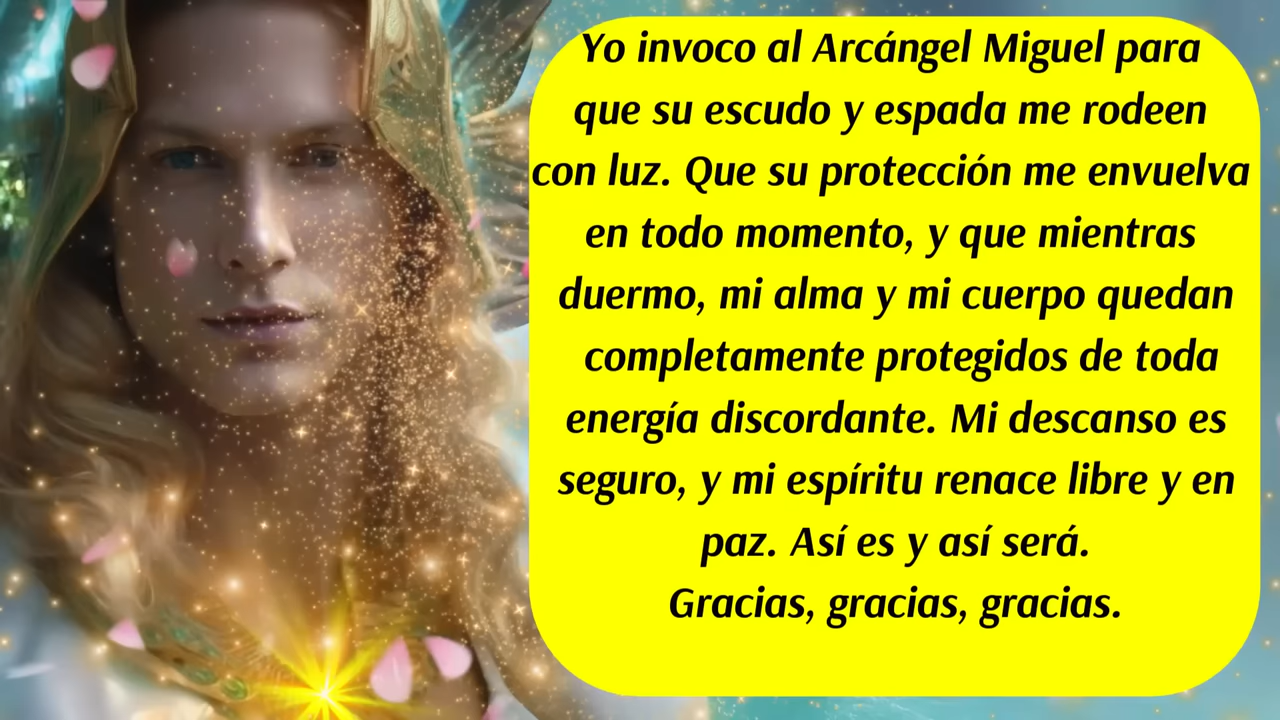 Yo invoco al Arcángel Miguel para
que su escudo y espada me rodeen
con luz. Que su protección me envuelva
en todo momento, y que mientras
duermo, mi alma y mi cuerpo quedan
completamente protegidos de toda
energía discordante. Mi descanso es
seguro, y mi espíritu renace libre y en
paz. Así es y así será.
Gracias, gracias, gracias.